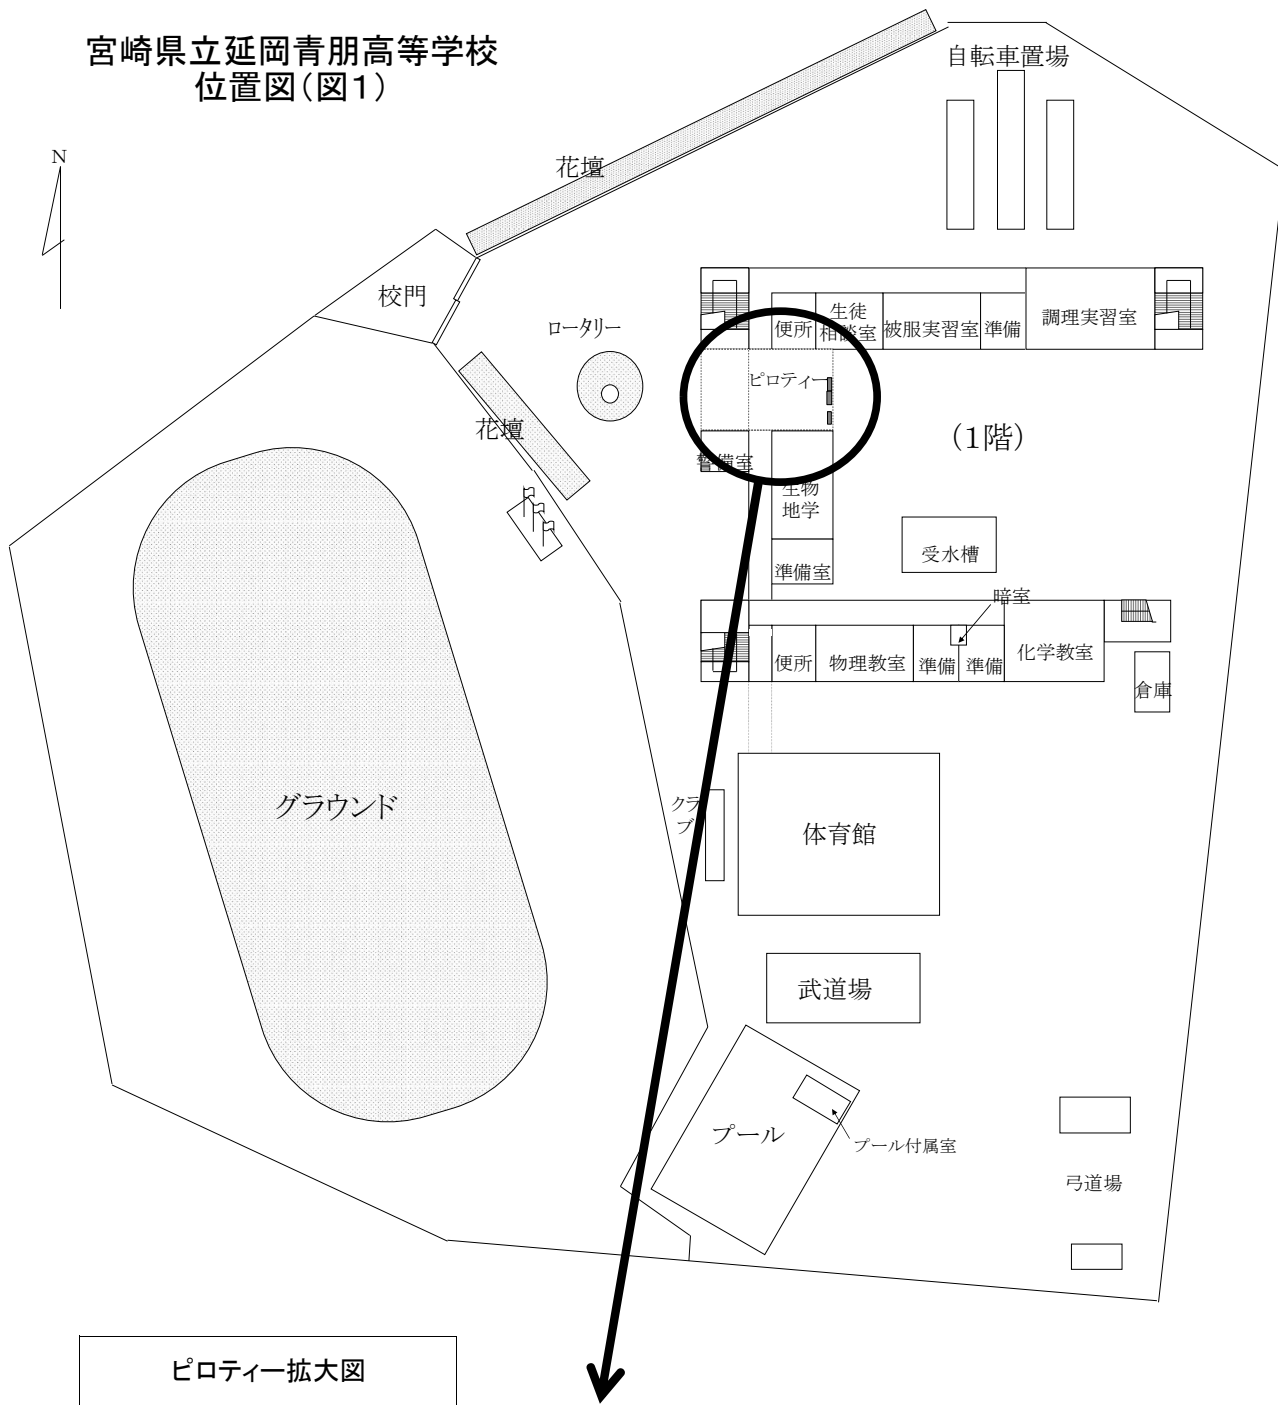 宮崎県立延岡青朋高等学校
位置図(図1)
自転車置場
N
花壇
校門
ロータリー
便所
生徒
相談室
被服実習室
準備
調理実習室
ピロティー
花壇
(1階)
警備室
生物
地学
受水槽
準備室
暗室
便所
物理教室
準備
準備
化学教室
倉庫
グラウンド
クラ
ブ
体育館
武道場
プール
プール付属室
弓道場
ピロティー拡大図